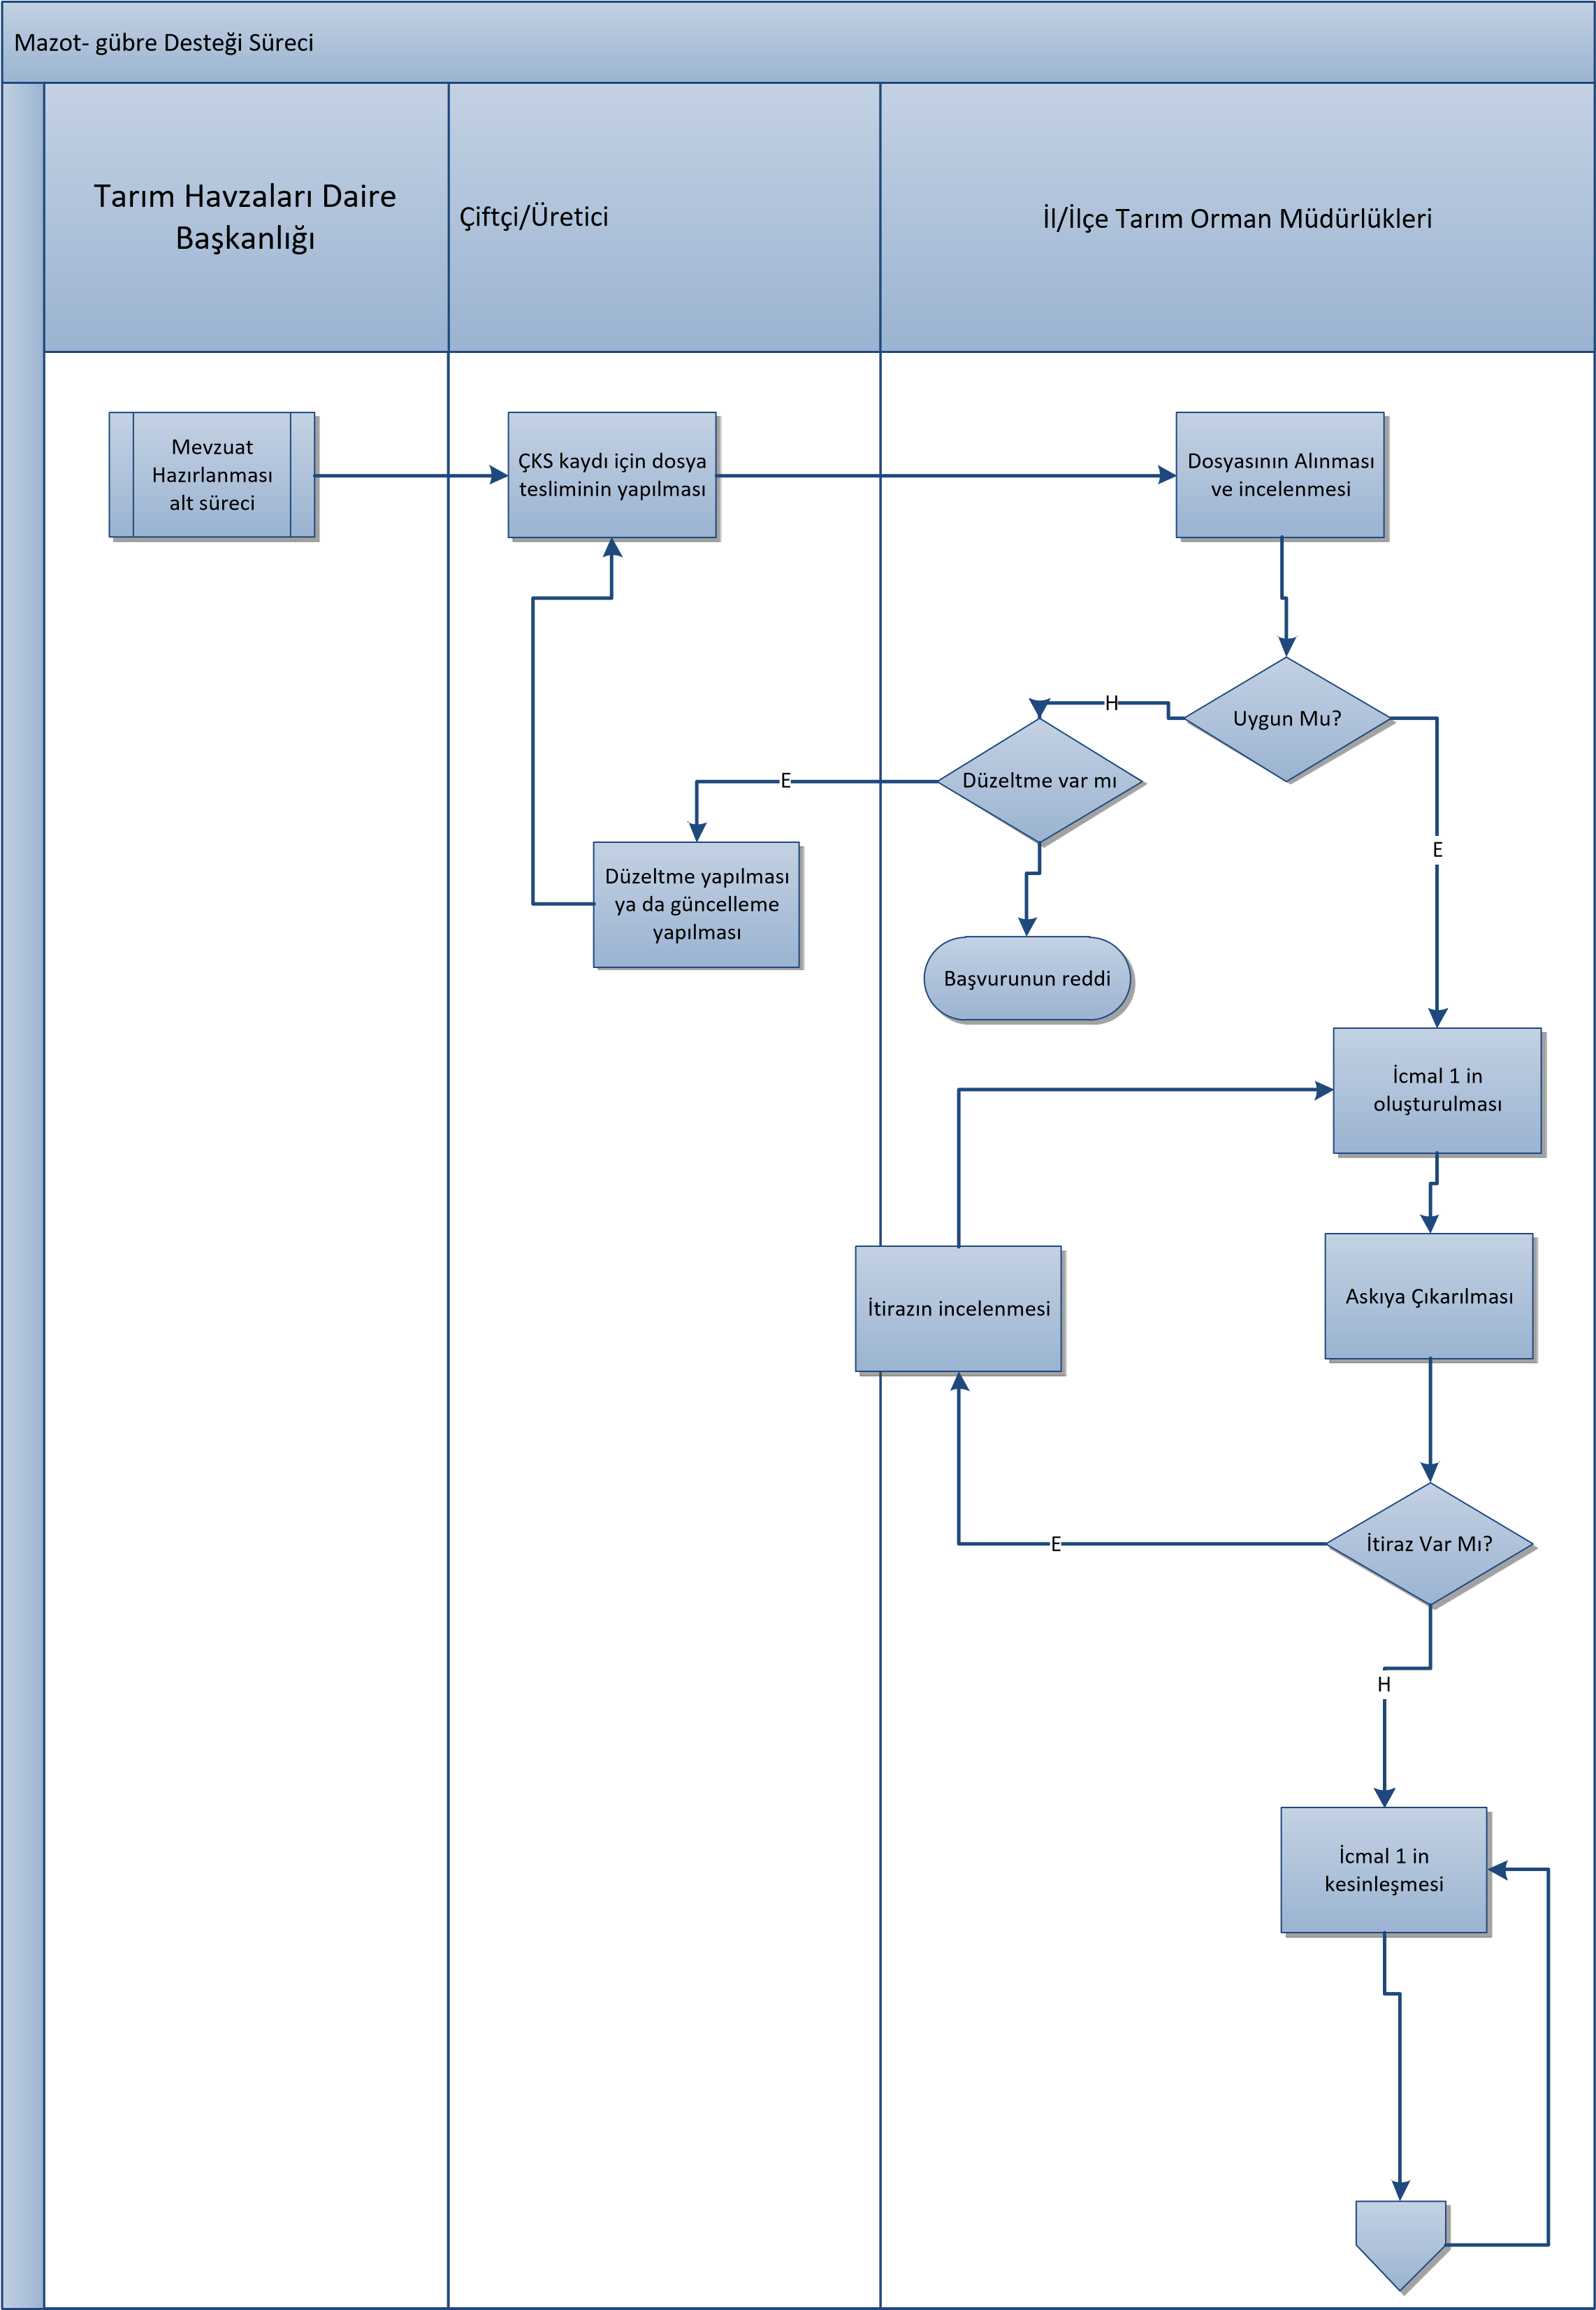 Mazot- gübre Desteği Süreci
Tarım Havzaları Daire
Başkanlığı
Çiftçi/Üretici
İl/İlçe Tarım Orman Müdürlükleri
Mevzuat
Hazırlanması
alt süreci
ÇKS kaydı için dosya
tesliminin yapılması
Dosyasının Alınması
ve incelenmesi
Uygun Mu?
H
Düzeltme var mı
E
E
Düzeltme yapılması
ya da güncelleme
yapılması
Başvurunun reddi
İcmal 1 in
oluşturulması
Askıya Çıkarılması
İtirazın incelenmesi
İtiraz Var Mı?
E
H
İcmal 1 in
kesinleşmesi